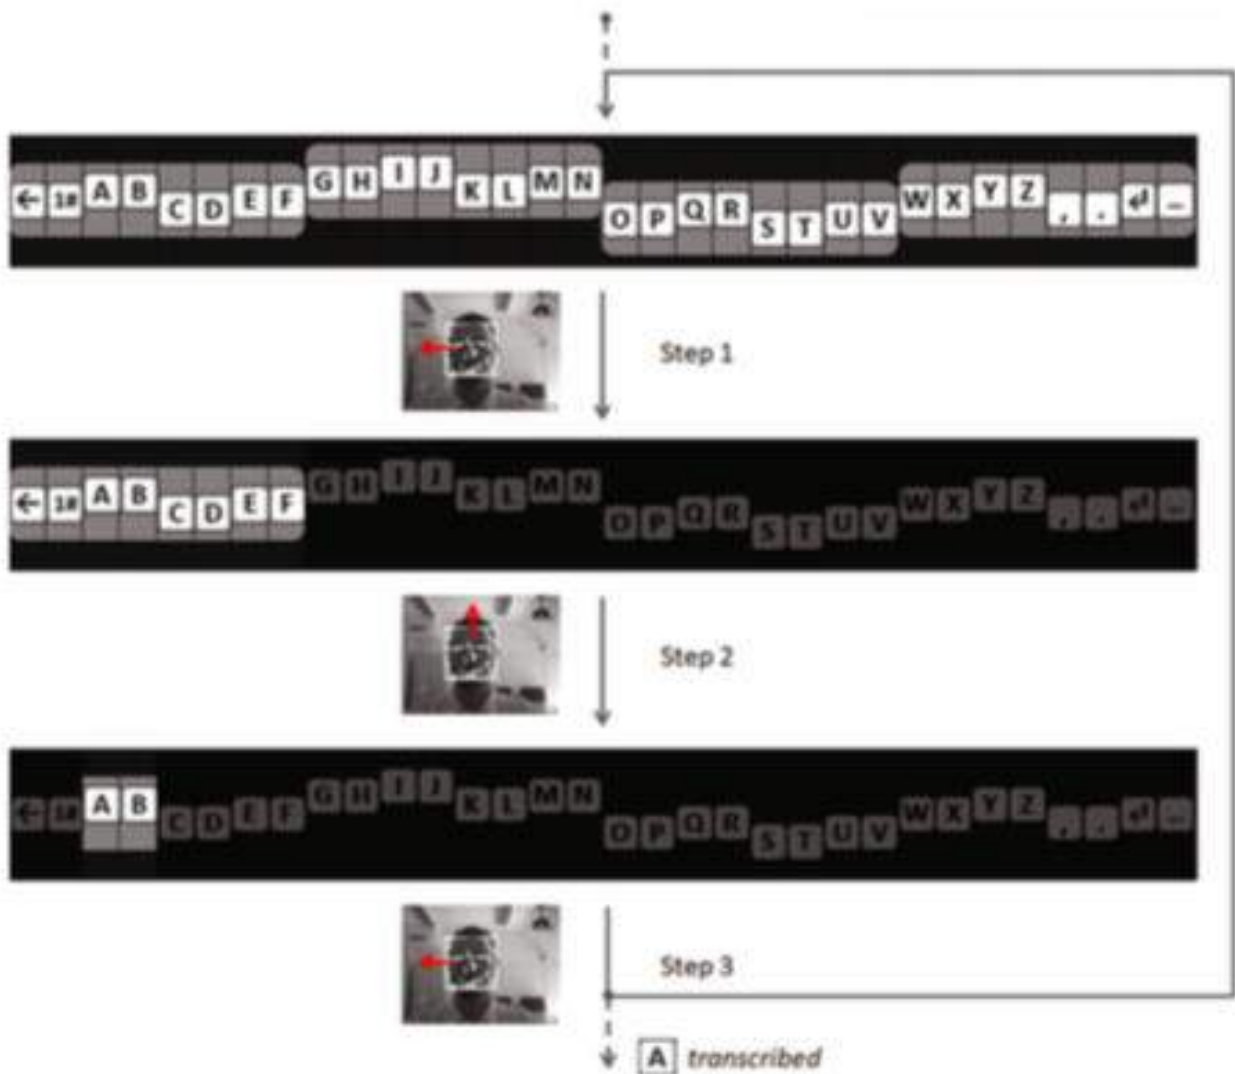 ← 1# A B C D E F G H I J K L M N O P Q R S T U V W X Y Z , . ↵ _
Step 1
← 1# A B C D E F G H I J K L M N O P Q R S T U V W X Y Z , . ↵ _
Step 2
← 1# A B C D E F G H I J K L M N O P Q R S T U V W X Y Z , . ↵ _
Step 3
A transcribed